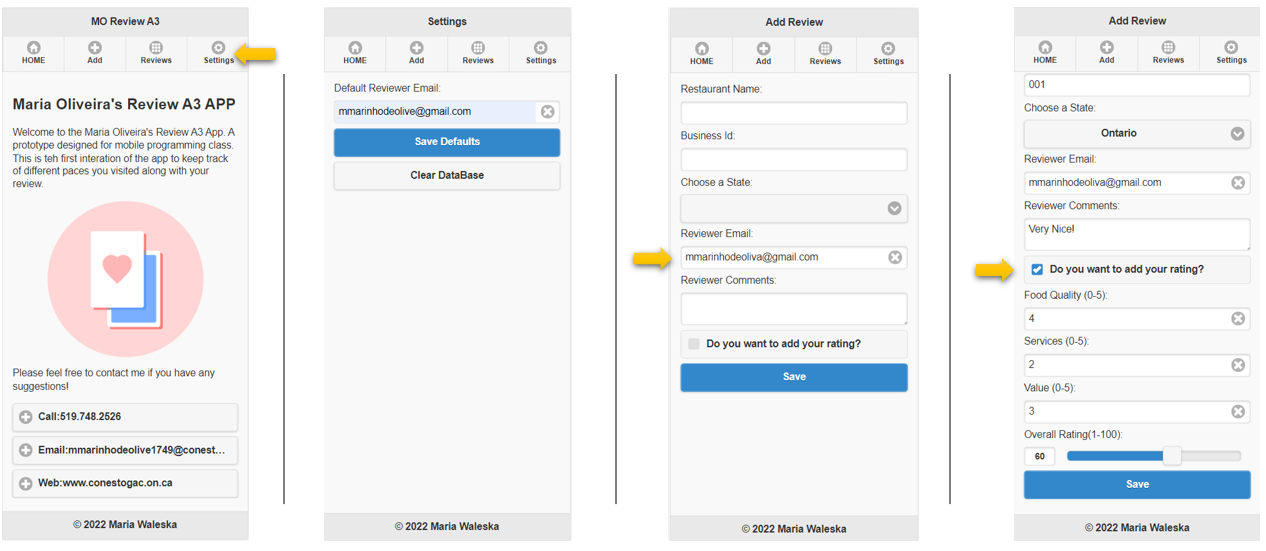 MO Review A3
HOME
Add
Reviews
Settings
Maria Oliveira's Review A3 APP
Welcome to the Maria Oliveira's Review A3 App. A
prototype designed for mobile programming class.
This is teh first interation of the app to keep track
of different paces you visited along with your
review.
Please feel free to contact me if you have any
suggestions!
Call:519.748.2526
Email:mmarinhodeolive1749@conest...
Web:www.conestogac.on.ca
© 2022 Maria Waleska
Settings
HOME
Add
Reviews
Settings
Default Reviewer Email:
mmarinhodeolive@gmail.com
Save Defaults
Clear DataBase
© 2022 Maria Waleska
Add Review
HOME
Add
Reviews
Settings
Restaurant Name:
Business Id:
Choose a State:
Reviewer Email:
mmarinhodeoliva@gmail.com
Reviewer Comments:
Do you want to add your rating?
Save
© 2022 Maria Waleska
Add Review
HOME
Add
Reviews
Settings
001
Choose a State:
Ontario
Reviewer Email:
mmarinhodeoliva@gmail.com
Reviewer Comments:
Very Nice!
Do you want to add your rating?
Food Quality (0-5):
4
Services (0-5):
2
Value (0-5):
3
Overall Rating(1-100):
60
Save
© 2022 Maria Waleska